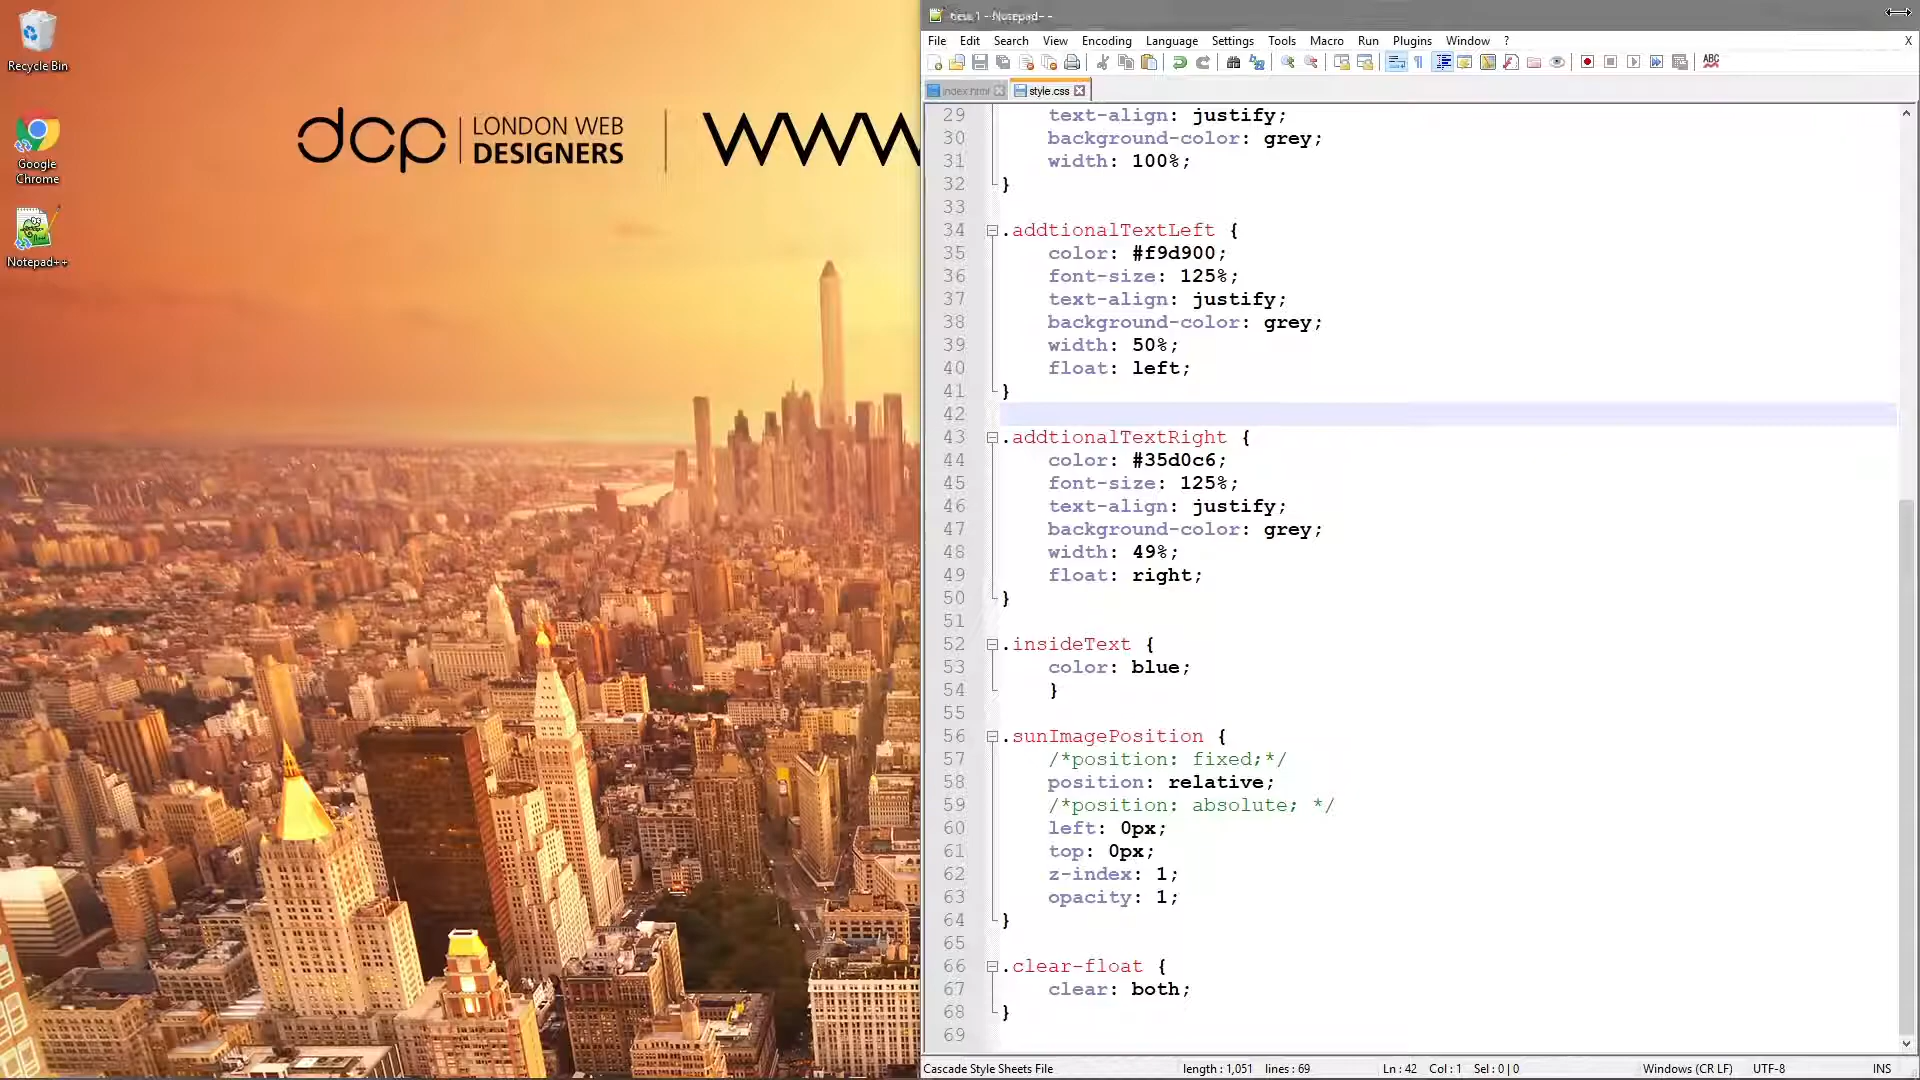 Recycle Bin
Google
Chrome
Notepad++
dcp
LONDON WEB
DESIGNERS
WWW
File Edit Search View Encoding Language Settings Tools Macro Run Plugins Window ? X
ABC
index.html style.css
29 text-align: justify;
30 background-color: grey;
31 width: 100%;
32 }
33
34 .addtionalTextLeft {
35 color: #f9d900;
36 font-size: 125%;
37 text-align: justify;
38 background-color: grey;
39 width: 50%;
40 float: left;
41 }
42
43 .addtionalTextRight {
44 color: #35d0c6;
45 font-size: 125%;
46 text-align: justify;
47 background-color: grey;
48 width: 49%;
49 float: right;
50 }
51
52 .insideText {
53 color: blue;
54 }
55
56 .sunImagePosition {
57 /*position: fixed;*/
58 position: relative;
59 /*position: absolute; */
60 left: 0px;
61 top: 0px;
62 z-index: 1;
63 opacity: 1;
64 }
65
66 .clear-float {
67 clear: both;
68 }
69
Cascade Style Sheets File length : 1,051 lines : 69 Ln : 42 Col : 1 Sel : 0 | 0 Windows (CR LF) UTF-8 INS